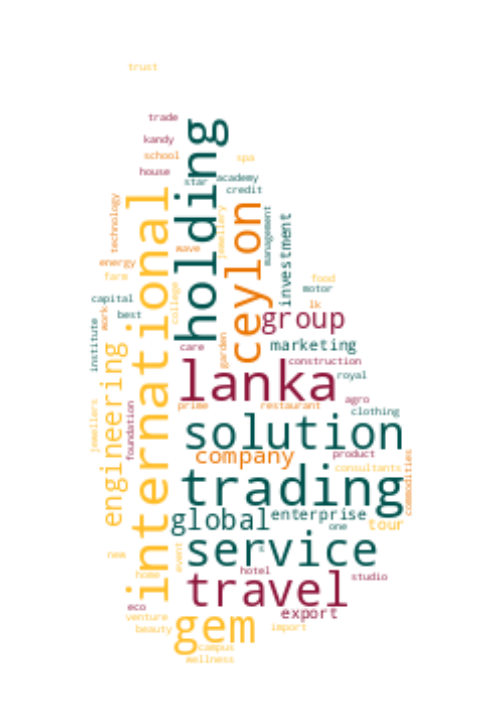 trust
trade
kandy
school
house
holding
spa
star
academy
credit
technology
international
ceylon
jewellery
management
investment
wave
energy
farm
food
motor
capital
best
work
college
lk
group
institute
care
garden
marketing
construction
engineering
lanka
royal
jewellers
foundation
prime
restaurant
agro
clothing
solution
company
product
consultants
commodities
trading
global
enterprise
one
tour
service
s
new
event
home
hotel
studio
travel
eco
venture
export
beauty
gem
import
campus
wellness